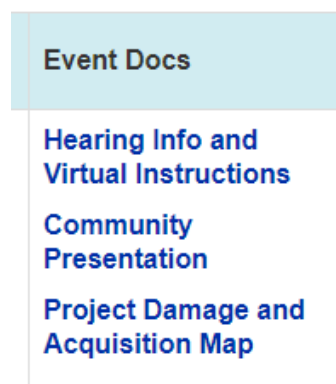 Event Docs
Hearing Info and
Virtual Instructions
Community
Presentation
Project Damage and
Acquisition Map